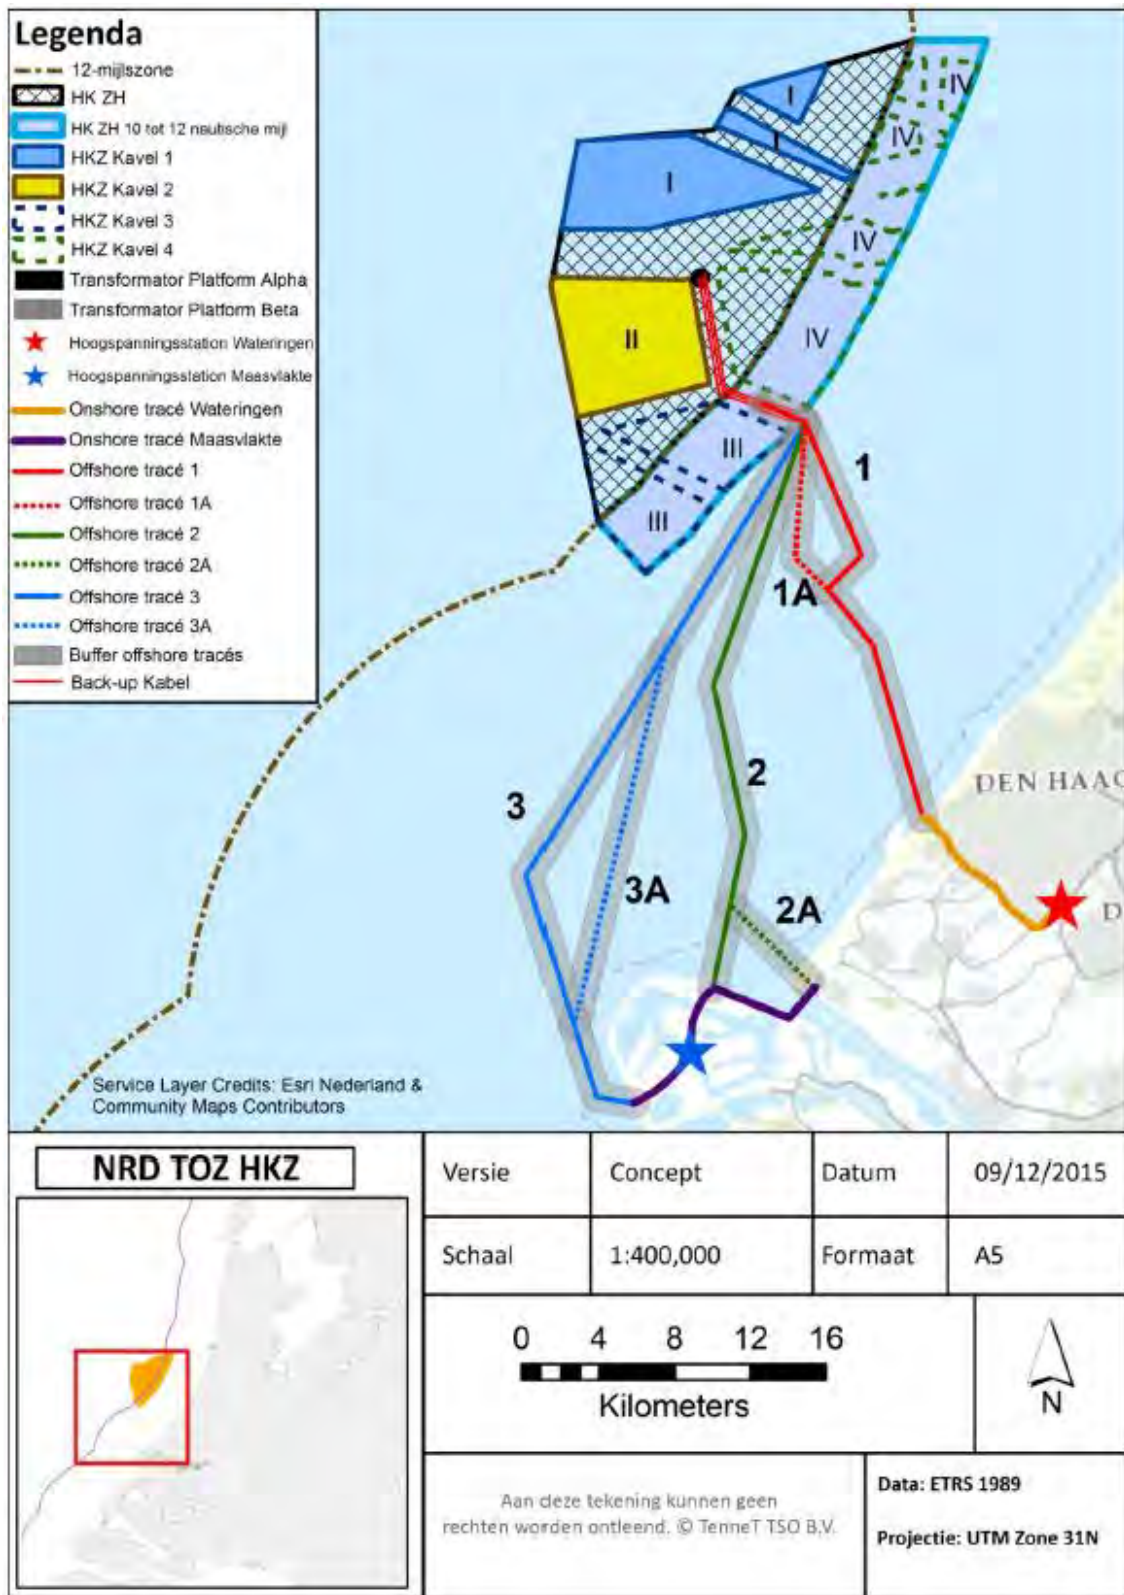 Legenda
12-mijlszone
HK ZH
HK ZH 10 tot 12 nautische mijl
HKZ Kavel 1
HKZ Kavel 2
HKZ Kavel 3
HKZ Kavel 4
Transformator Platform Alpha
Transformator Platform Beta
Hoogspanningsstation Wateringen
Hoogspanningsstation Maasvlakte
Onshore tracé Wateringen
Onshore tracé Maasvlakte
Offshore tracé 1
Offshore tracé 1A
Offshore tracé 2
Offshore tracé 2A
Offshore tracé 3
Offshore tracé 3A
Buffer offshore tracés
Back-up Kabel
I
IV
I
IV
I
IV
II
IV
III
III
1
1A
2
3
3A
2A
DEN HAAG
D
Service Layer Credits: Esri Nederland &
Community Maps Contributors
NRD TOZ HKZ
Versie Concept Datum 09/12/2015
Schaal 1:400,000 Formaat A5
0 4 8 12 16
Kilometers
N
Aan deze tekening kunnen geen
rechten worden ontleend. © TenneT TSO B.V.
Data: ETRS 1989
Projectie: UTM Zone 31N